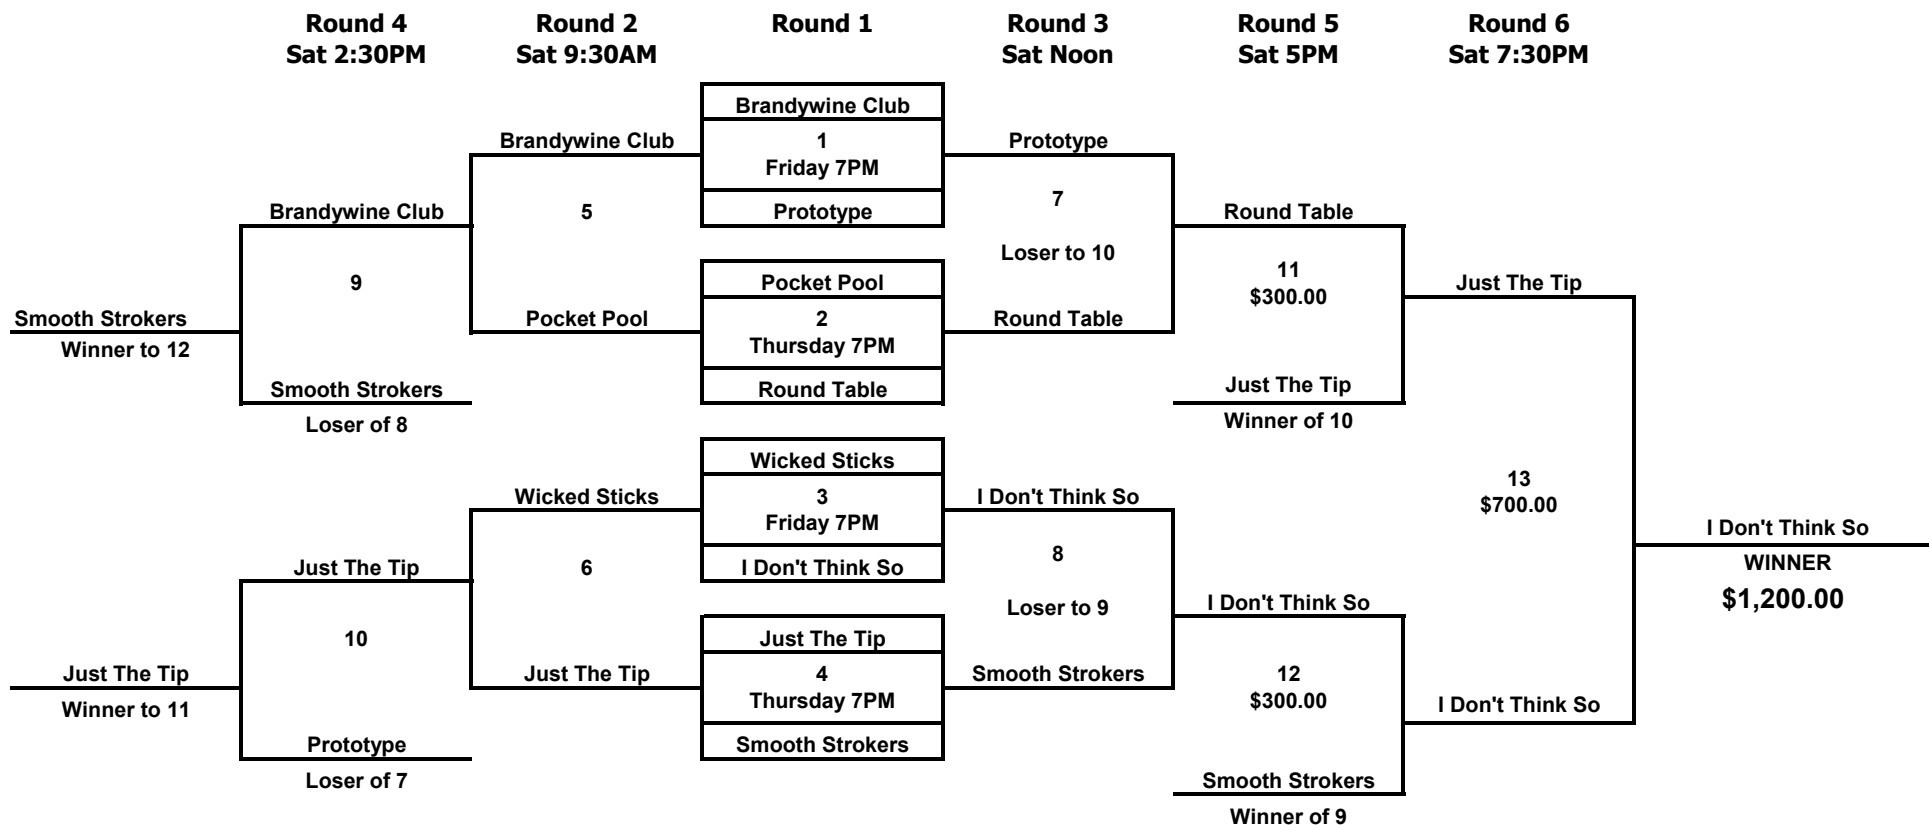 Round 4
Sat 2:30PM
Round 2
Sat 9:30AM
Round 1
Round 3
Sat Noon
Round 5
Sat 5PM
Round 6
Sat 7:30PM
Smooth Strokers
Winner to 12
Just The Tip
Winner to 11
Brandywine Club
9
Smooth Strokers
Loser of 8
Just The Tip
10
Prototype
Loser of 7
Brandywine Club
5
Pocket Pool
Wicked Sticks
6
Just The Tip
Brandywine Club
1
Friday 7PM
Prototype
Pocket Pool
2
Thursday 7PM
Round Table
Wicked Sticks
3
Friday 7PM
I Don't Think So
Just The Tip
4
Thursday 7PM
Smooth Strokers
Prototype
7
Loser to 10
Round Table
I Don't Think So
8
Loser to 9
Smooth Strokers
Round Table
11
$300.00
Just The Tip
Winner of 10
I Don't Think So
12
$300.00
Smooth Strokers
Winner of 9
Just The Tip
13
$700.00
I Don't Think So
I Don't Think So
WINNER
$1,200.00